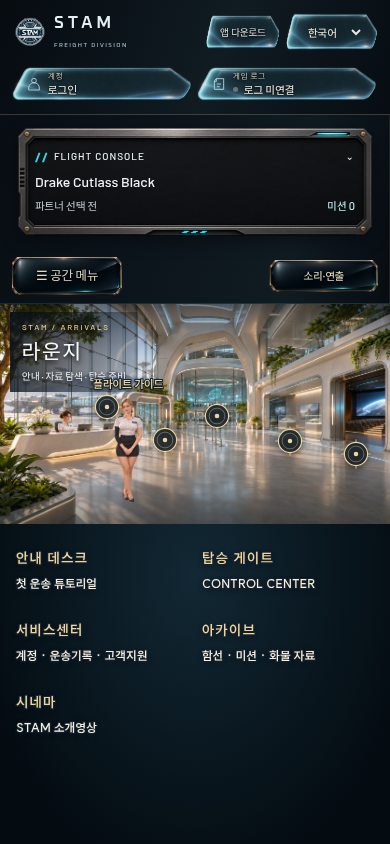 STAM
STAM
FREIGHT DIVISION
앱 다운로드
한국어
계정
로그인
게임 로그
로그 미연결
// FLIGHT CONSOLE
Drake Cutlass Black
파트너 선택 전
미션 0
☰ 공간 메뉴
소리·연출
STAM / ARRIVALS
라운지
안내 · 자료 탐색 · 탑승 준비
플라이트 가이드
안내 데스크
첫 운송 튜토리얼
탑승 게이트
CONTROL CENTER
서비스센터
계정 · 운송기록 · 고객지원
아카이브
함선 · 미션 · 화물 자료
시네마
STAM 소개영상